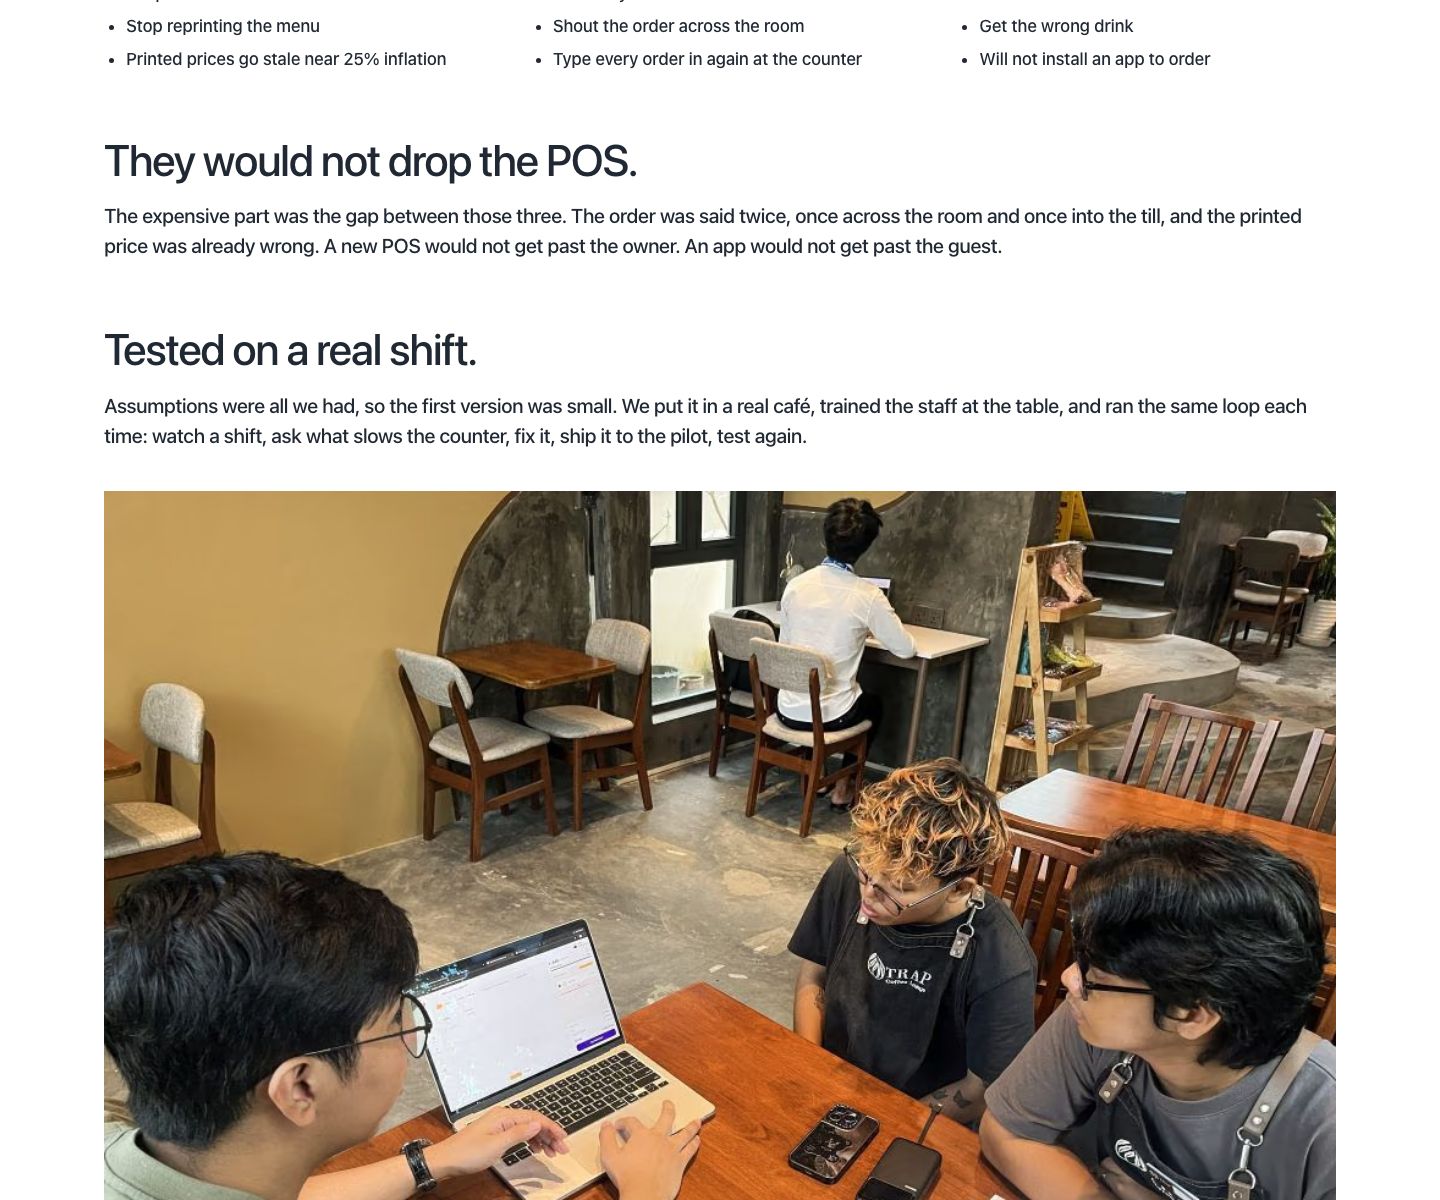 Stop reprinting the menu
Printed prices go stale near 25% inflation
Shout the order across the room
Type every order in again at the counter
Get the wrong drink
Will not install an app to order
They would not drop the POS.
The expensive part was the gap between those three. The order was said twice, once across the room and once into the till, and the printed
price was already wrong. A new POS would not get past the owner. An app would not get past the guest.
Tested on a real shift.
Assumptions were all we had, so the first version was small. We put it in a real café, trained the staff at the table, and ran the same loop each
time: watch a shift, ask what slows the counter, fix it, ship it to the pilot, test again.
TRAP
Coffee Lounge